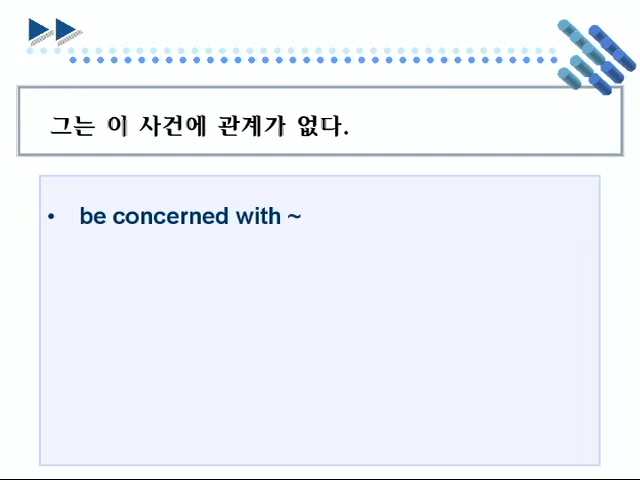 그는 이 사건에 관계가 없다.
• be concerned with ~